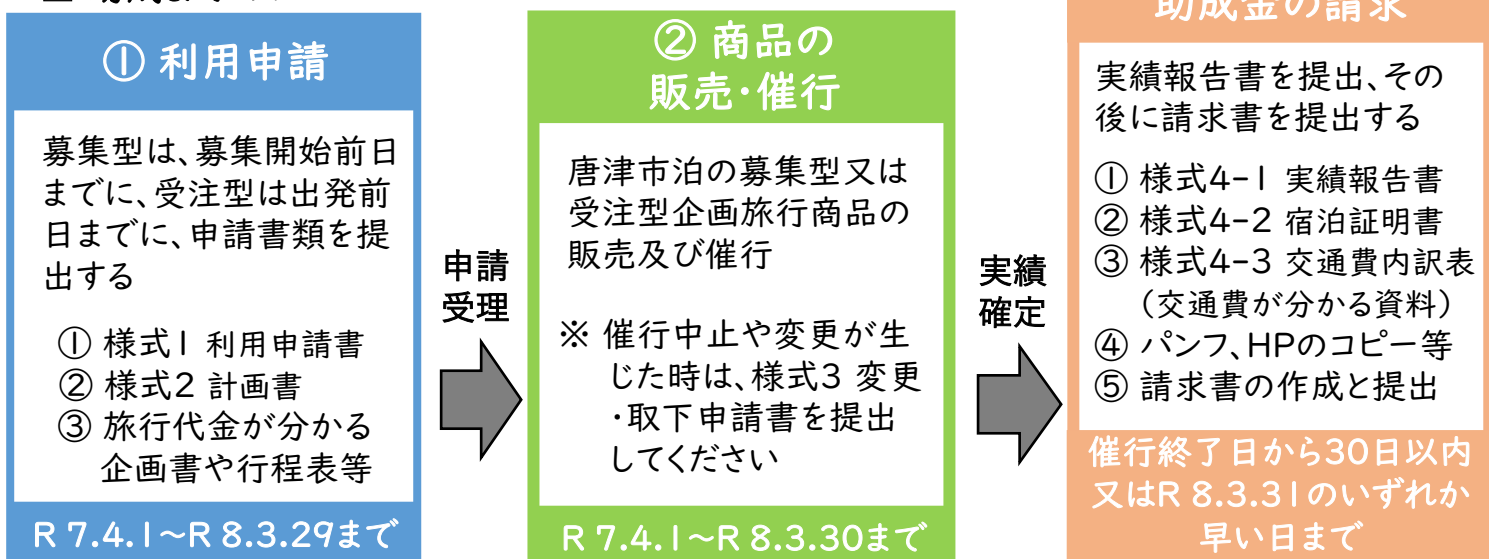 ① 利用申請
募集型は、募集開始前日
までに、受注型は出発前
日までに、申請書類を提
出する
① 様式1 利用申請書
② 様式2 計画書
③ 旅行代金が分かる
企画書や行程表等
R 7.4.1~R 8.3.29まで
申請
受理
② 商品の
販売・催行
唐津市泊の募集型又は
受注型企画旅行商品の
販売及び催行
※ 催行中止や変更が生
じた時は、様式3 変更
・取下申請書を提出
してください
R 7.4.1~R 8.3.30まで
実績
確定
助成金の請求
実績報告書を提出、その
後に請求書を提出する
① 様式4-1 実績報告書
② 様式4-2 宿泊証明書
③ 様式4-3 交通費内訳表
(交通費が分かる資料)
④ パンフ、HPのコピー等
⑤ 請求書の作成と提出
催行終了日から30日以内
又はR 8.3.31のいずれか
早い日まで